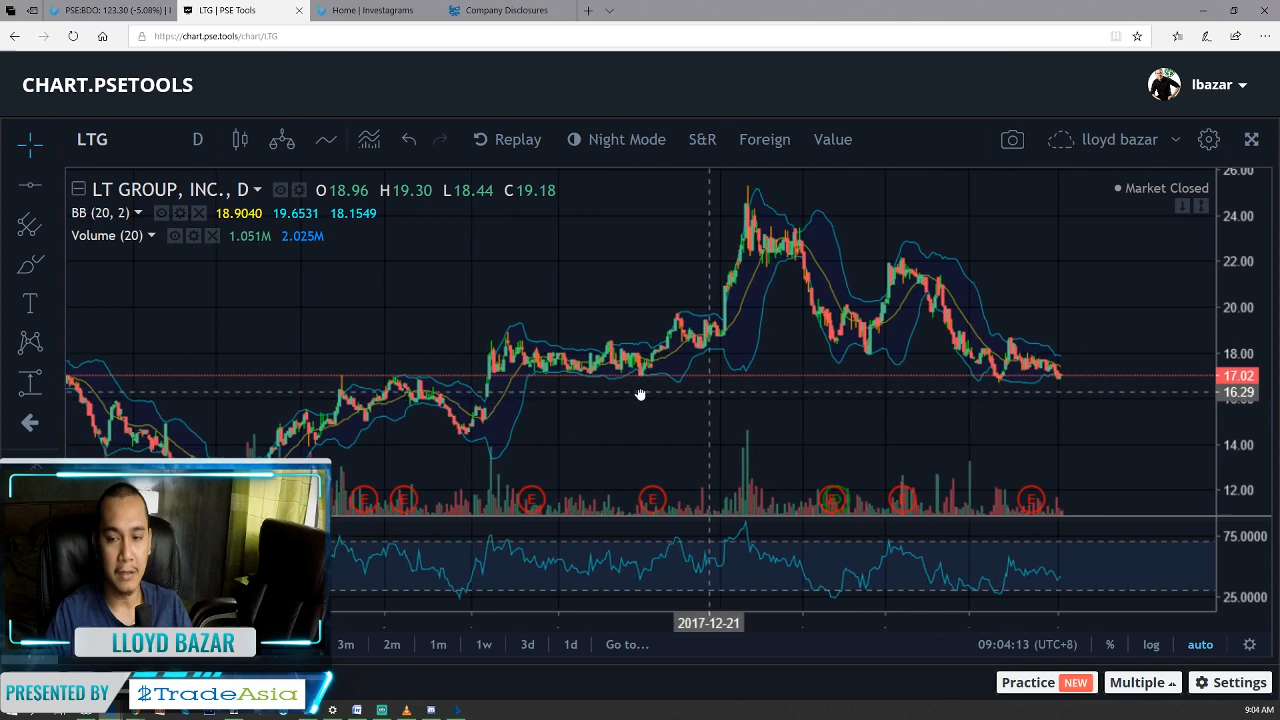 PSE:BDO: 123.30 (-5.08%) | I
LTG | PSE Tools
Home | Investagrams
Company Disclosures
https://chart.pse.tools/chart/LTG
CHART.PSETOOLS
lbazar
LTG
D
Replay
Night Mode
S&R
Foreign
Value
lloyd bazar
LT GROUP, INC., D
O 18.96 H 19.30 L 18.44 C 19.18
Market Closed
BB (20, 2)
18.9040 19.6531 18.1549
Volume (20)
1.051M 2.025M
26.00
24.00
22.00
20.00
18.00
17.02
16.29
14.00
12.00
75.0000
25.0000
E E E E D E E
2017-12-21
3m 2m 1m 1w 3d 1d Go to...
09:04:13 (UTC+8)
% log auto
LLOYD BAZAR
PRESENTED BY
$TradeAsia
Practice NEW
Multiple
Settings
9:04 AM